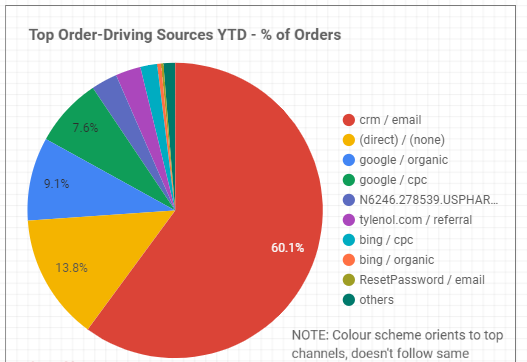 Top Order-Driving Sources YTD - % of Orders
crm / email
(direct) / (none)
google / organic
google / cpc
N6246.278539.USPHAR...
tylenol.com / referral
bing / cpc
bing / organic
ResetPassword / email
others
7.6%
9.1%
13.8%
60.1%
NOTE: Colour scheme orients to top
channels, doesn't follow same